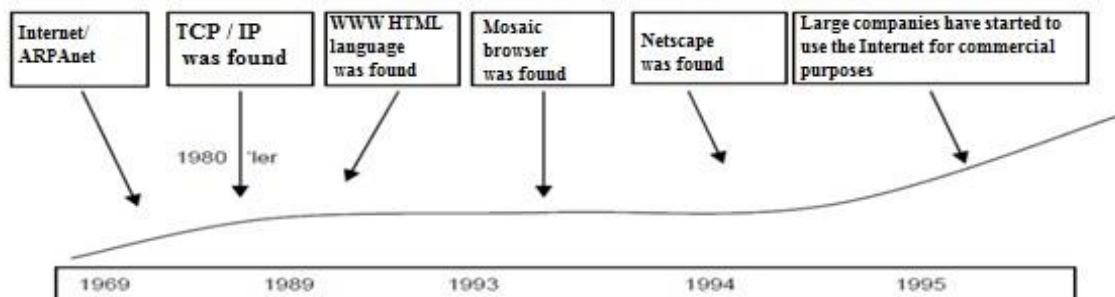 Internet/
ARPAnet
TCP / IP
was found
WWW HTML
language
was found
Mosaic
browser
was found
Netscape
was found
Large companies have started to
use the Internet for commercial
purposes
1980 'ler
1969 1989 1993 1994 1995